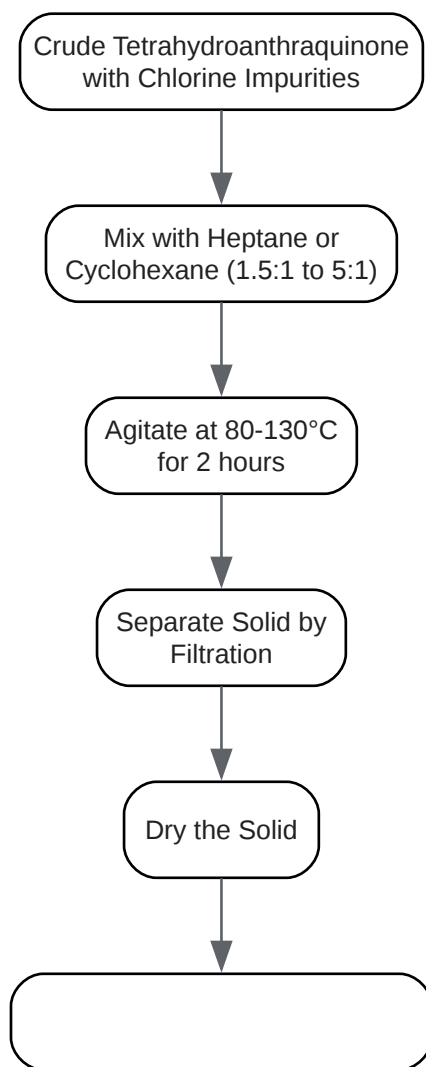 Crude Tetrahydroanthraquinone
with Chlorine Impurities
Mix with Heptane or
Cyclohexane (1.5:1 to 5:1)
Agitate at 80-130°C
for 2 hours
Separate Solid by
Filtration
Dry the Solid